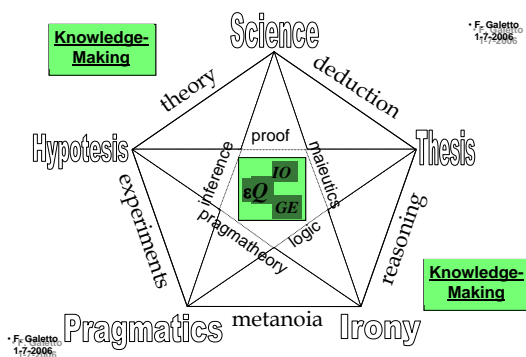 Science
Knowledge-
Making
• F. Galetto
1-7-2006
theory
deduction
Hypotesis
Thesis
proof
inference
maieutics
IO
εQ
GE
experiments
pragmatheory
logic
reasoning
Knowledge-
Making
Pragmatics
metanoia
Irony
• F. Galetto
1-7-2006